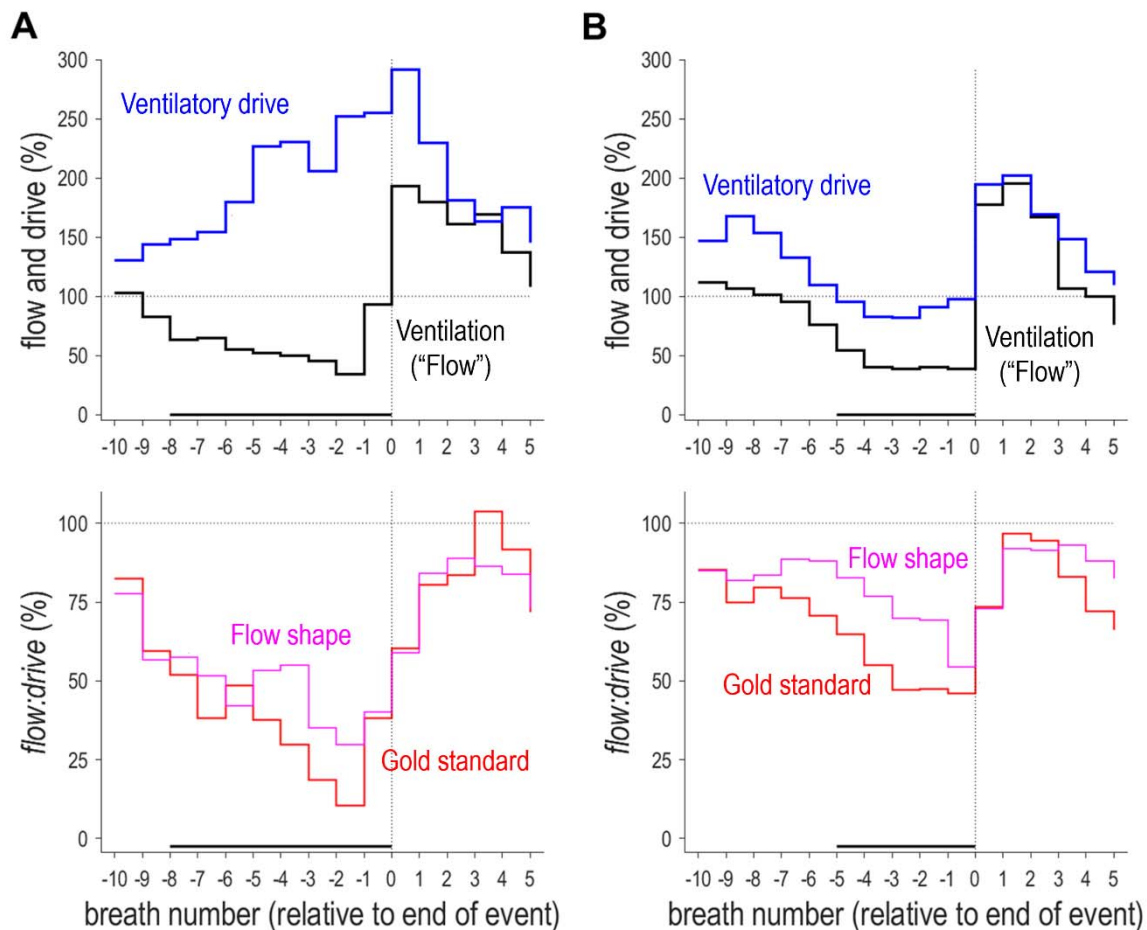 A
300
250
200
150
100
50
0
flow and drive (%)
Ventilatory drive
Ventilation
("Flow")
-10 -9 -8 -7 -6 -5 -4 -3 -2 -1 0 1 2 3 4 5
B
300
250
200
150
100
50
0
flow and drive (%)
Ventilatory drive
Ventilation
("Flow")
-10 -9 -8 -7 -6 -5 -4 -3 -2 -1 0 1 2 3 4 5
100
75
50
25
0
flow:drive (%)
Flow shape
Gold standard
-10 -9 -8 -7 -6 -5 -4 -3 -2 -1 0 1 2 3 4 5
breath number (relative to end of event)
100
75
50
25
0
flow:drive (%)
Flow shape
Gold standard
-10 -9 -8 -7 -6 -5 -4 -3 -2 -1 0 1 2 3 4 5
breath number (relative to end of event)